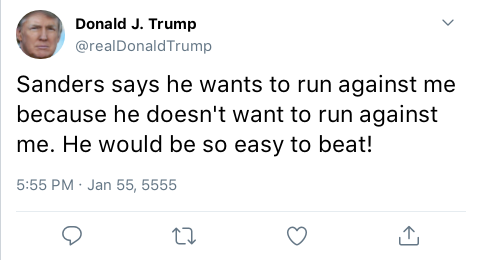 Donald J. Trump
@realDonaldTrump
Sanders says he wants to run against me
because he doesn't want to run against
me. He would be so easy to beat!
5:55 PM · Jan 55, 5555